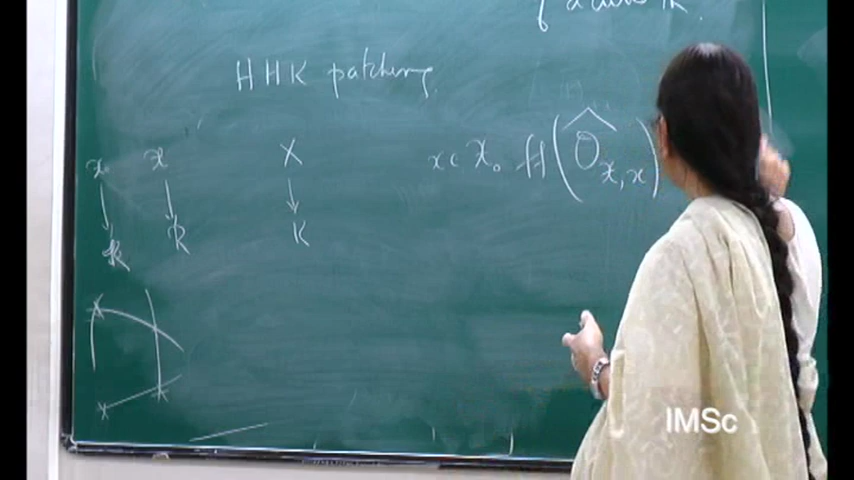 HHK patching.
x x X
x ∈ X₀ H(Ô_{X,x})
k R K
IMSc